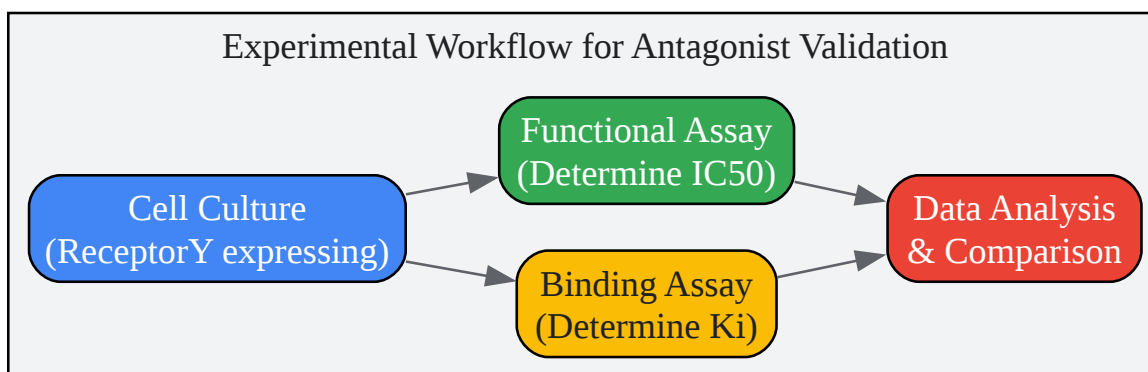 Experimental Workflow for Antagonist Validation
Functional Assay
(Determine IC50)
Cell Culture
(ReceptorY expressing)
Data Analysis
& Comparison
Binding Assay
(Determine Ki)